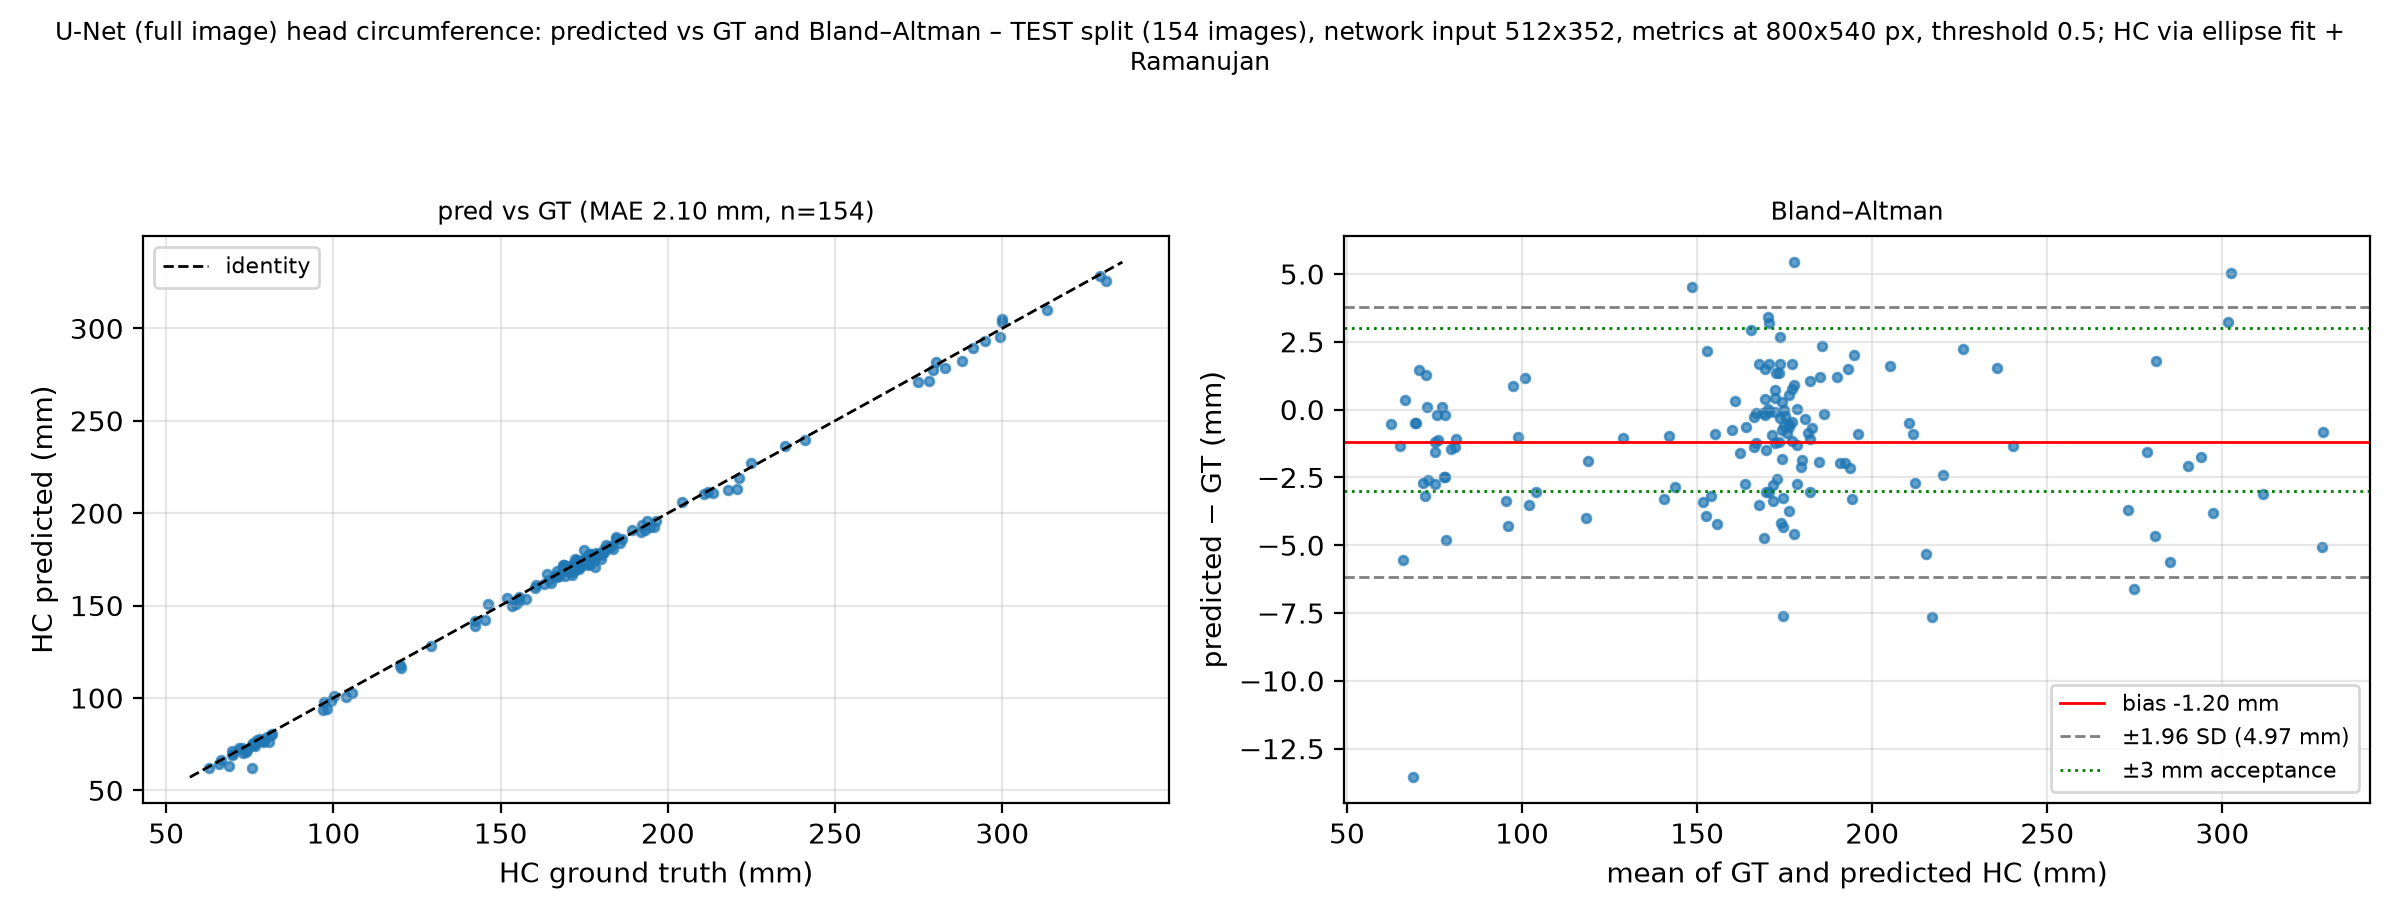 U-Net (full image) head circumference: predicted vs GT and Bland–Altman – TEST split (154 images), network input 512x352, metrics at 800x540 px, threshold 0.5; HC via ellipse fit +
Ramanujan
pred vs GT (MAE 2.10 mm, n=154)
identity
HC predicted (mm)
300
250
200
150
100
50
50
100
150
200
250
300
HC ground truth (mm)
Bland–Altman
predicted − GT (mm)
5.0
2.5
0.0
−2.5
−5.0
−7.5
−10.0
−12.5
bias -1.20 mm
±1.96 SD (4.97 mm)
±3 mm acceptance
50
100
150
200
250
300
mean of GT and predicted HC (mm)